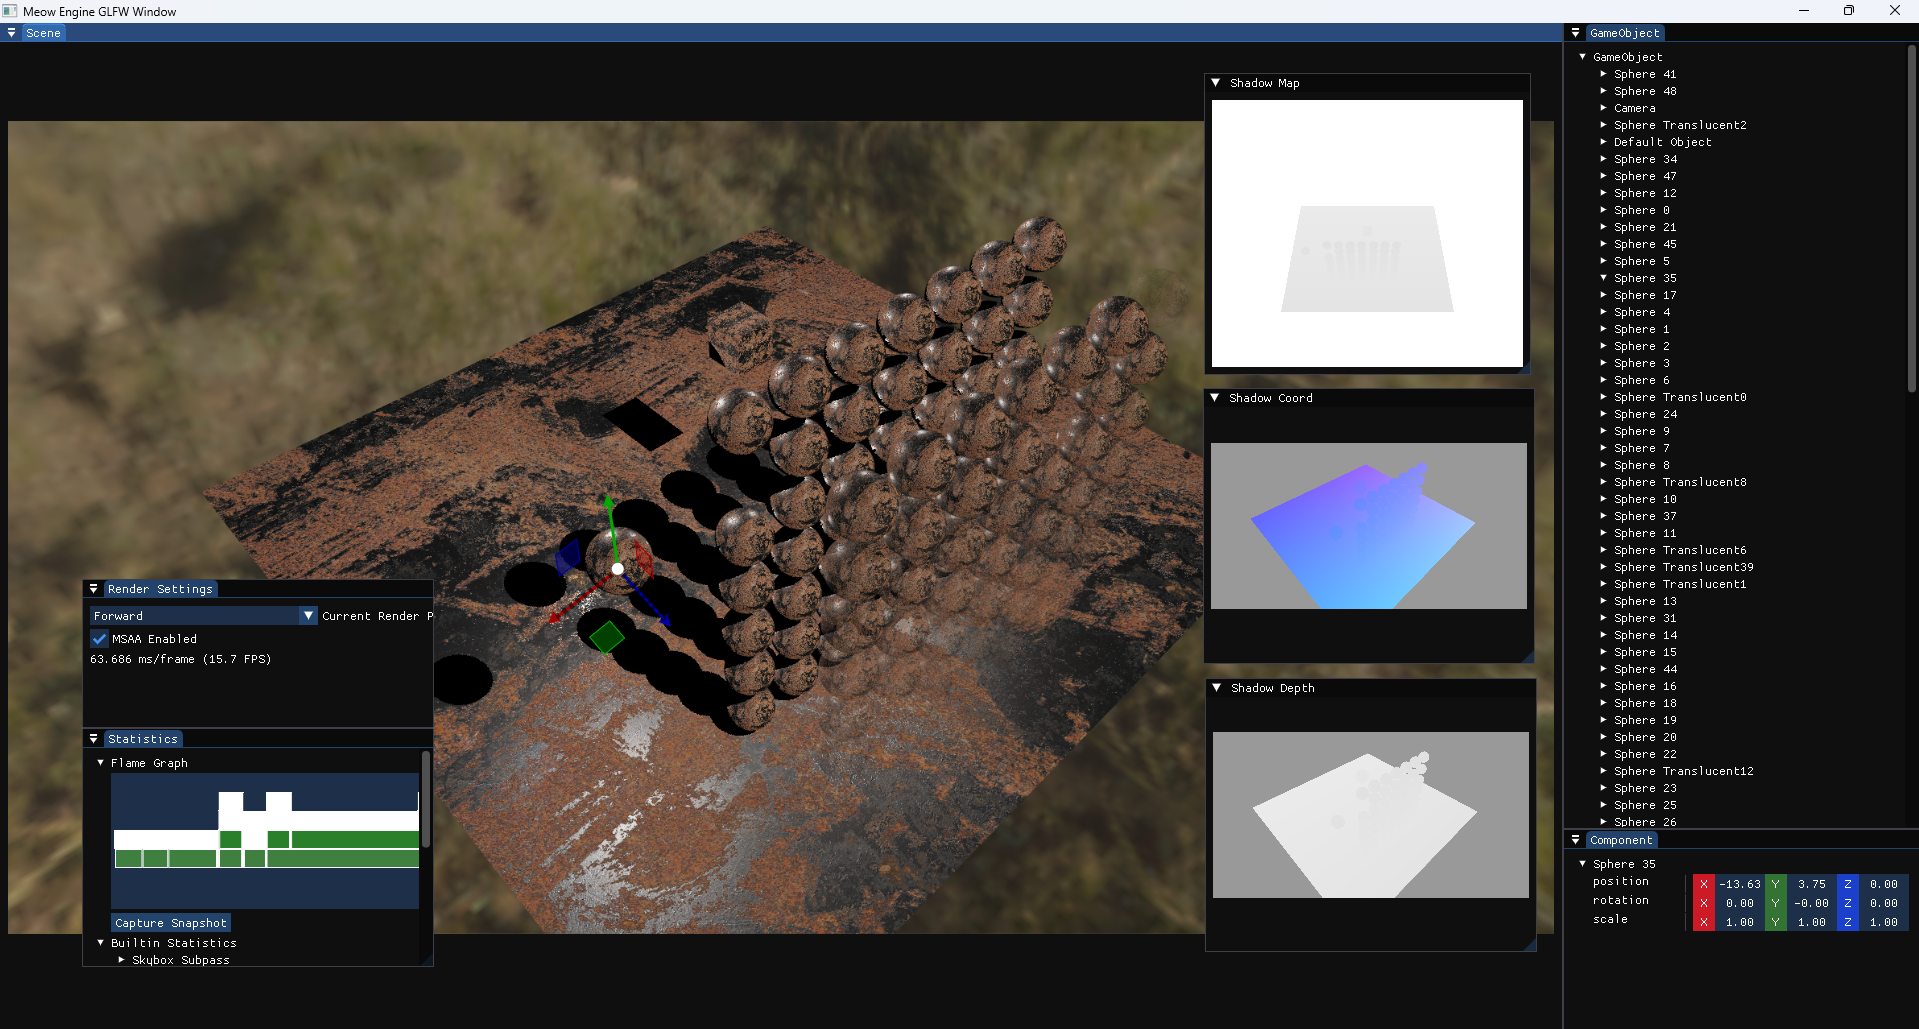 Meow Engine GLFW Window
Scene
Shadow Map
Shadow Coord
Shadow Depth
Render Settings
Forward
Current Render P
MSAA Enabled
63.686 ms/frame (15.7 FPS)
Statistics
Flame Graph
Capture Snapshot
Builtin Statistics
Skybox Subpass
GameObject
GameObject
Sphere 41
Sphere 48
Camera
Sphere Translucent2
Default Object
Sphere 34
Sphere 47
Sphere 12
Sphere 0
Sphere 21
Sphere 45
Sphere 5
Sphere 35
Sphere 17
Sphere 4
Sphere 1
Sphere 2
Sphere 3
Sphere 6
Sphere Translucent0
Sphere 24
Sphere 9
Sphere 7
Sphere 8
Sphere Translucent8
Sphere 10
Sphere 37
Sphere 11
Sphere Translucent6
Sphere Translucent39
Sphere Translucent1
Sphere 13
Sphere 31
Sphere 14
Sphere 15
Sphere 44
Sphere 16
Sphere 18
Sphere 19
Sphere 20
Sphere 22
Sphere Translucent12
Sphere 23
Sphere 25
Sphere 26
Component
Sphere 35
position X -13.63 Y 3.75 Z 0.00
rotation X 0.00 Y -0.00 Z 0.00
scale X 1.00 Y 1.00 Z 1.00